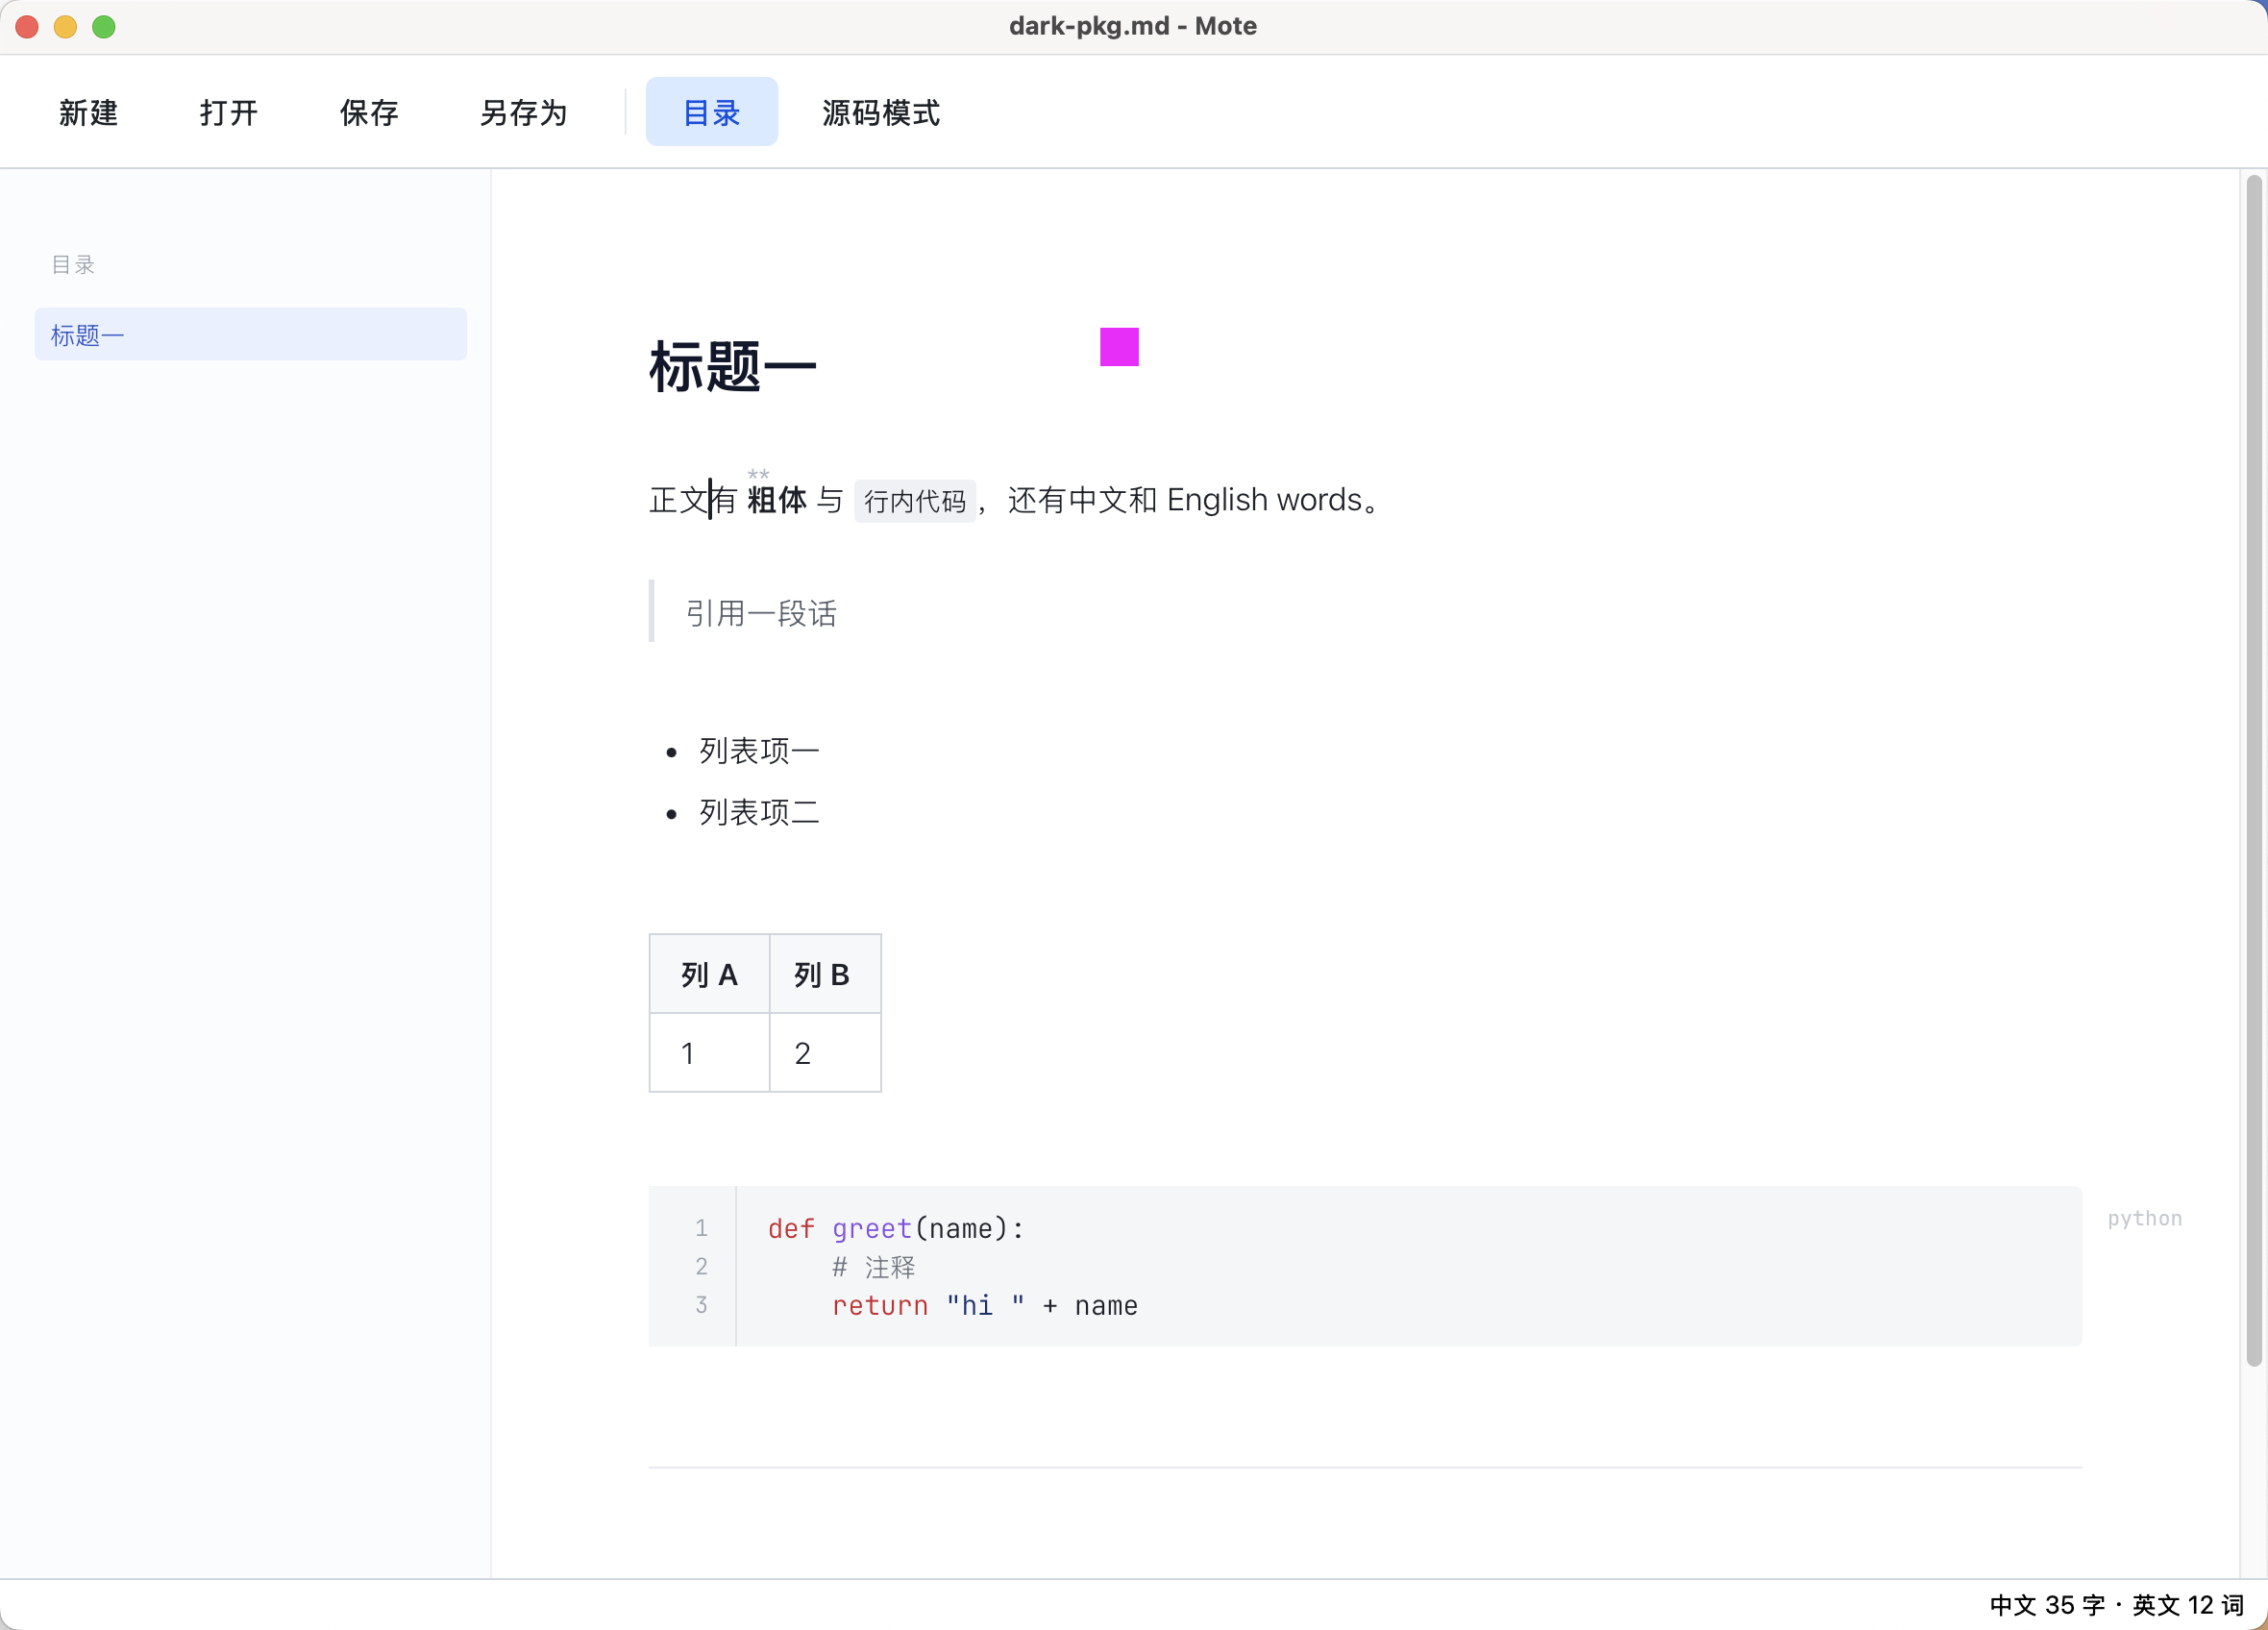 dark-pkg.md - Mote
新建 打开 保存 另存为 目录 源码模式
目录
标题一
标题一
**
正文有 粗体 与 行内代码，还有中文和 English words。
引用一段话
• 列表项一
• 列表项二
列 A 列 B
1 2
python
1 def greet(name):
2     # 注释
3     return "hi " + name
中文 35 字 · 英文 12 词